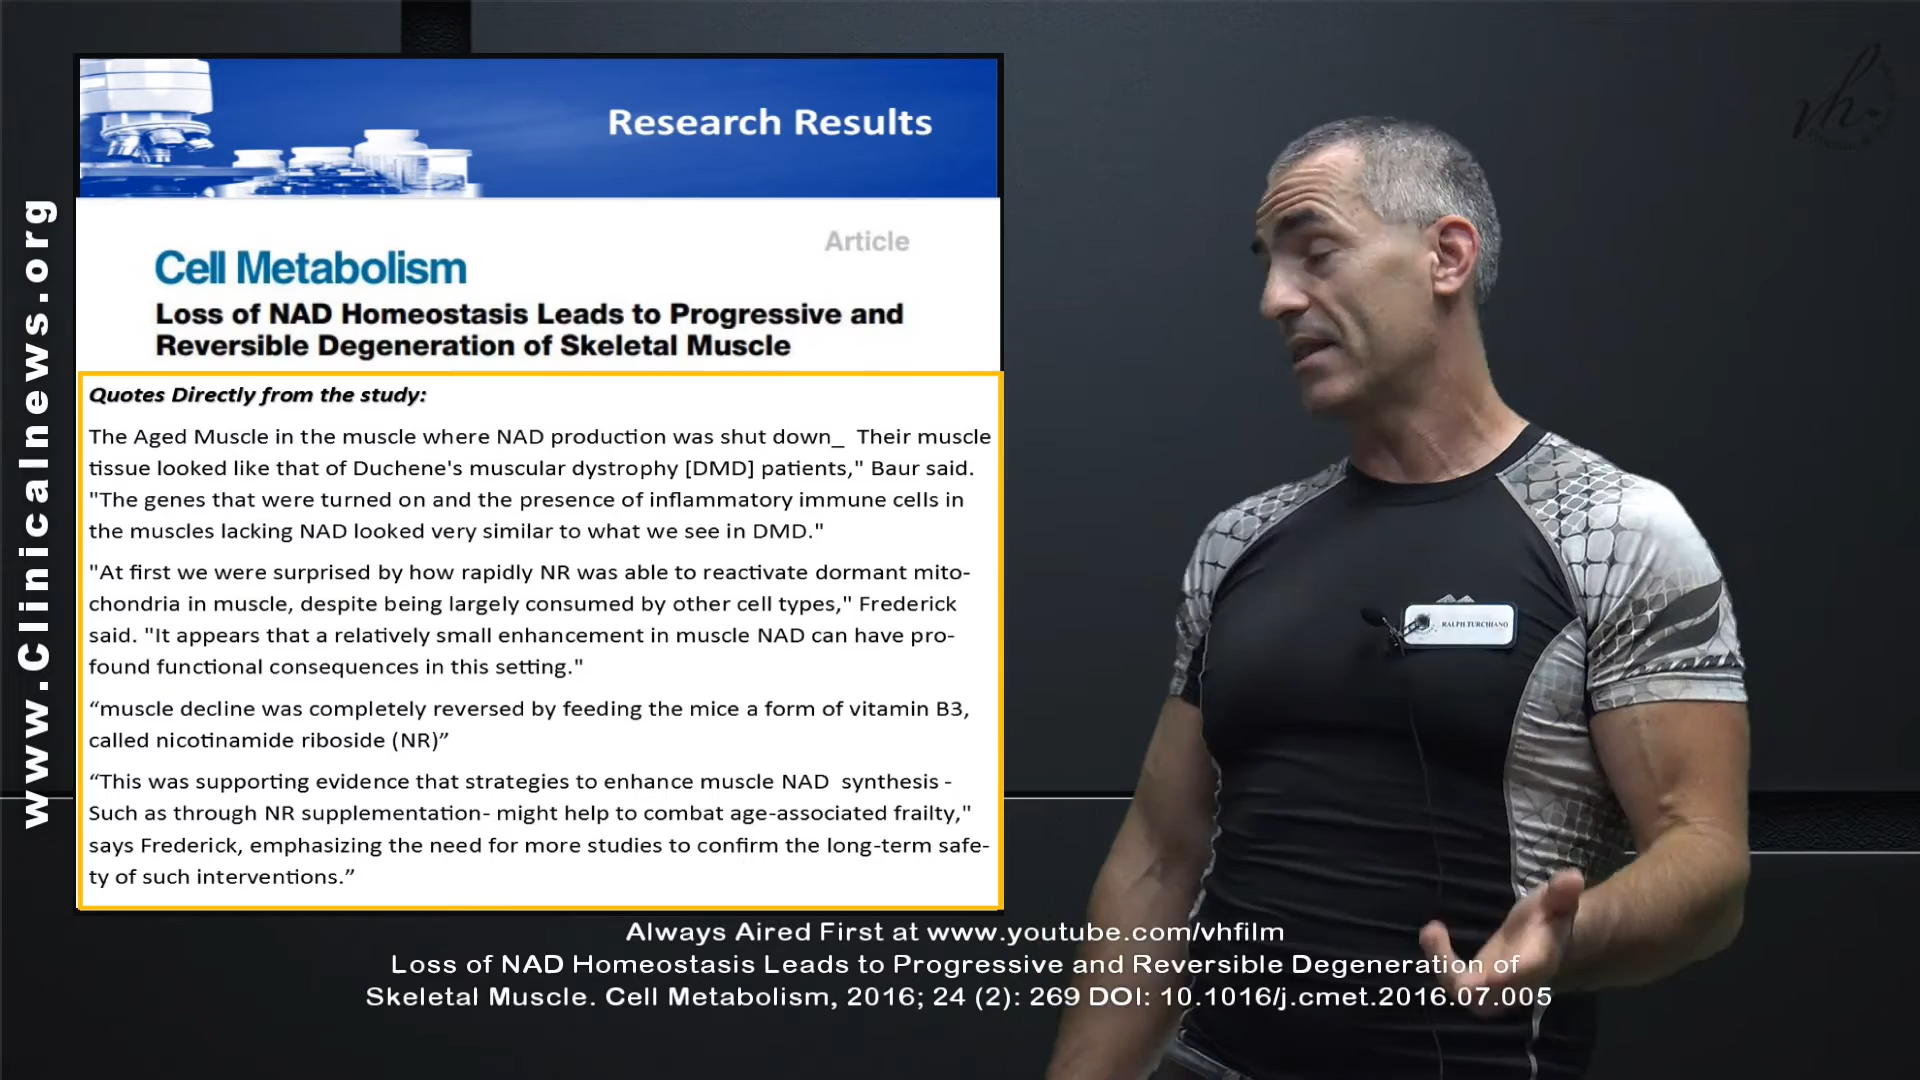 www.Clinicalnews.org
Research Results
Article
Cell Metabolism
Loss of NAD Homeostasis Leads to Progressive and
Reversible Degeneration of Skeletal Muscle
Quotes Directly from the study:
The Aged Muscle in the muscle where NAD production was shut down_  Their muscle
tissue looked like that of Duchene's muscular dystrophy [DMD] patients," Baur said.
"The genes that were turned on and the presence of inflammatory immune cells in
the muscles lacking NAD looked very similar to what we see in DMD."
"At first we were surprised by how rapidly NR was able to reactivate dormant mito-
chondria in muscle, despite being largely consumed by other cell types," Frederick
said. "It appears that a relatively small enhancement in muscle NAD can have pro-
found functional consequences in this setting."
“muscle decline was completely reversed by feeding the mice a form of vitamin B3,
called nicotinamide riboside (NR)”
“This was supporting evidence that strategies to enhance muscle NAD  synthesis -
Such as through NR supplementation- might help to combat age-associated frailty,"
says Frederick, emphasizing the need for more studies to confirm the long-term safe-
ty of such interventions.”
vh
RALPH TURCHIANO
Always Aired First at www.youtube.com/vhfilm
Loss of NAD Homeostasis Leads to Progressive and Reversible Degeneration of
Skeletal Muscle. Cell Metabolism, 2016; 24 (2): 269 DOI: 10.1016/j.cmet.2016.07.005